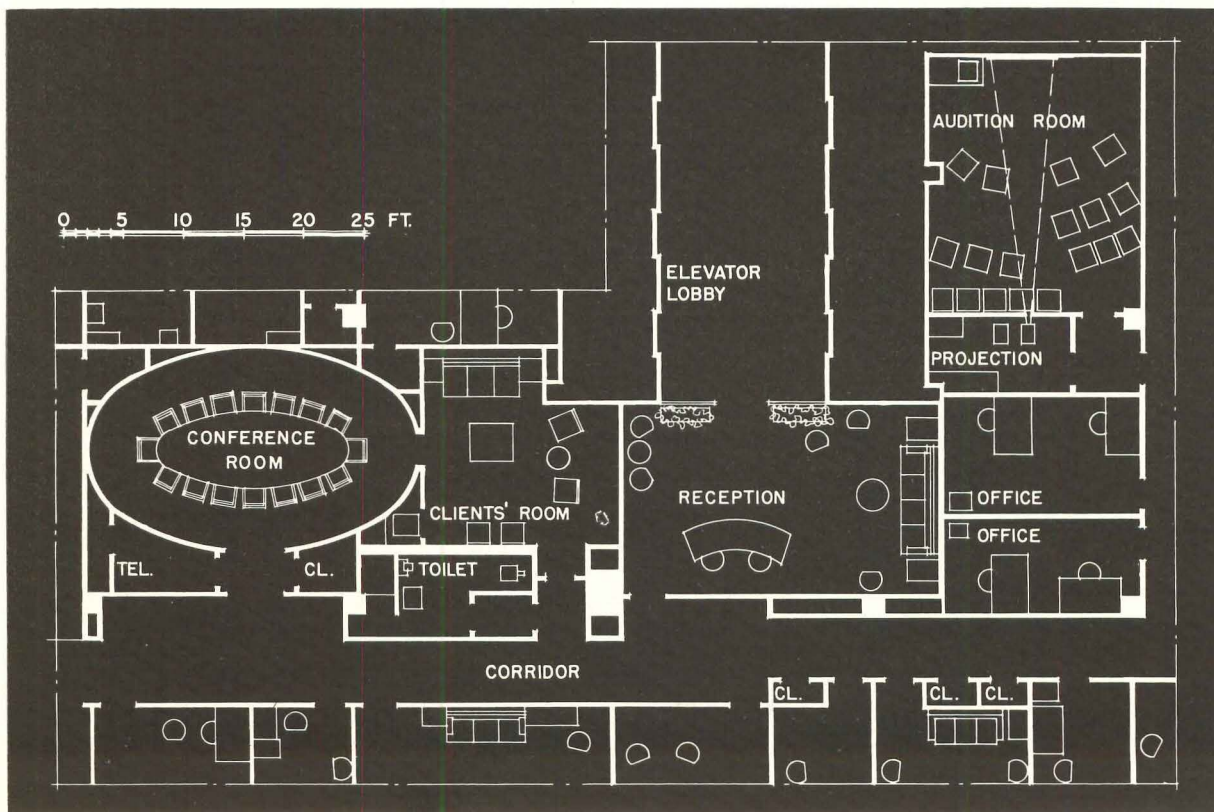 AUDITION ROOM
0 5 10 15 20 25 FT.
ELEVATOR
LOBBY
PROJECTION
CONFERENCE
ROOM
RECEPTION
OFFICE
CLIENTS' ROOM
OFFICE
TEL.
CL.
TOILET
CORRIDOR
CL.
CL.
CL.